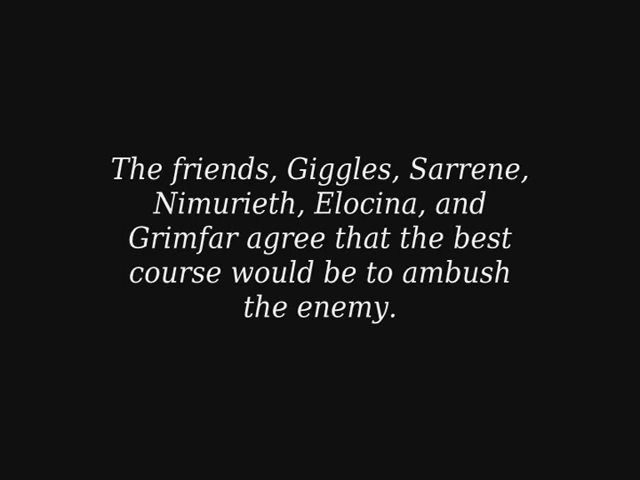 The friends, Giggles, Sarrene,
Nimurieth, Elocina, and
Grimfar agree that the best
course would be to ambush
the enemy.